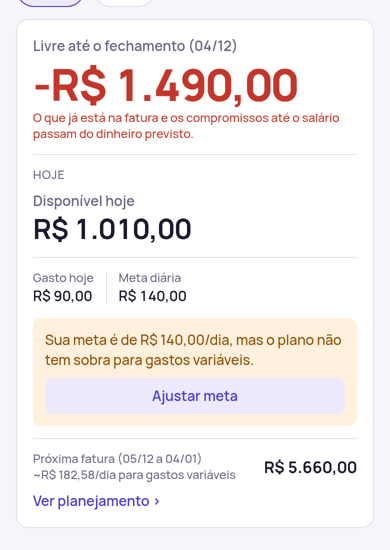 Livre até o fechamento (04/12)
-R$ 1.490,00
O que já está na fatura e os compromissos até o salário
passam do dinheiro previsto.
HOJE
Disponível hoje
R$ 1.010,00
Gasto hoje
R$ 90,00
Meta diária
R$ 140,00
Sua meta é de R$ 140,00/dia, mas o plano não
tem sobra para gastos variáveis.
Ajustar meta
Próxima fatura (05/12 a 04/01)
~R$ 182,58/dia para gastos variáveis
R$ 5.660,00
Ver planejamento ›